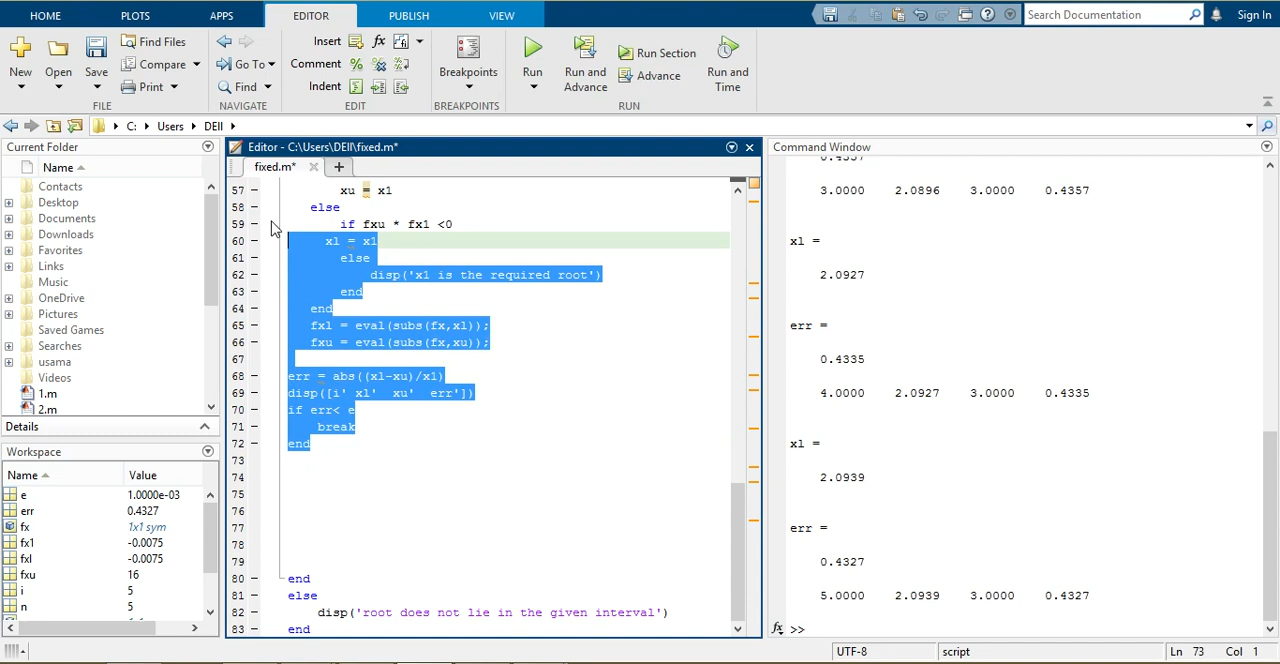 HOME PLOTS APPS EDITOR PUBLISH VIEW Search Documentation Sign In
New Open Save Find Files Compare Print
FILE
Go To Find
NAVIGATE
Insert fx
Comment
Indent
EDIT
Breakpoints
BREAKPOINTS
Run Run and Advance Run Section Advance Run and Time
RUN
C: Users DEll
Current Folder
Name
Contacts
Desktop
Documents
Downloads
Favorites
Links
Music
OneDrive
Pictures
Saved Games
Searches
usama
Videos
1.m
2.m
Details
Workspace
Name Value
e 1.0000e-03
err 0.4327
fx 1x1 sym
fx1 -0.0075
fxl -0.0075
fxu 16
i 5
n 5
Editor - C:\Users\DEll\fixed.m*
fixed.m* +
57 - xu = x1
58 - else
59 - if fxu * fx1 <0
60 - xl = x1
61 - else
62 - disp('x1 is the required root')
63 - end
64 - end
65 - fxl = eval(subs(fx,xl));
66 - fxu = eval(subs(fx,xu));
67 -
68 - err = abs((xl-xu)/x1)
69 - disp([i' xl' xu' err'])
70 - if err< e
71 - break
72 - end
73 -
74 -
75 -
76 -
77 -
78 -
79 -
80 - end
81 - else
82 - disp('root does not lie in the given interval')
83 - end
Command Window
0.4357
3.0000 2.0896 3.0000 0.4357
xl =
2.0927
err =
0.4335
4.0000 2.0927 3.0000 0.4335
xl =
2.0939
err =
0.4327
5.0000 2.0939 3.0000 0.4327
fx >>
UTF-8 script Ln 73 Col 1